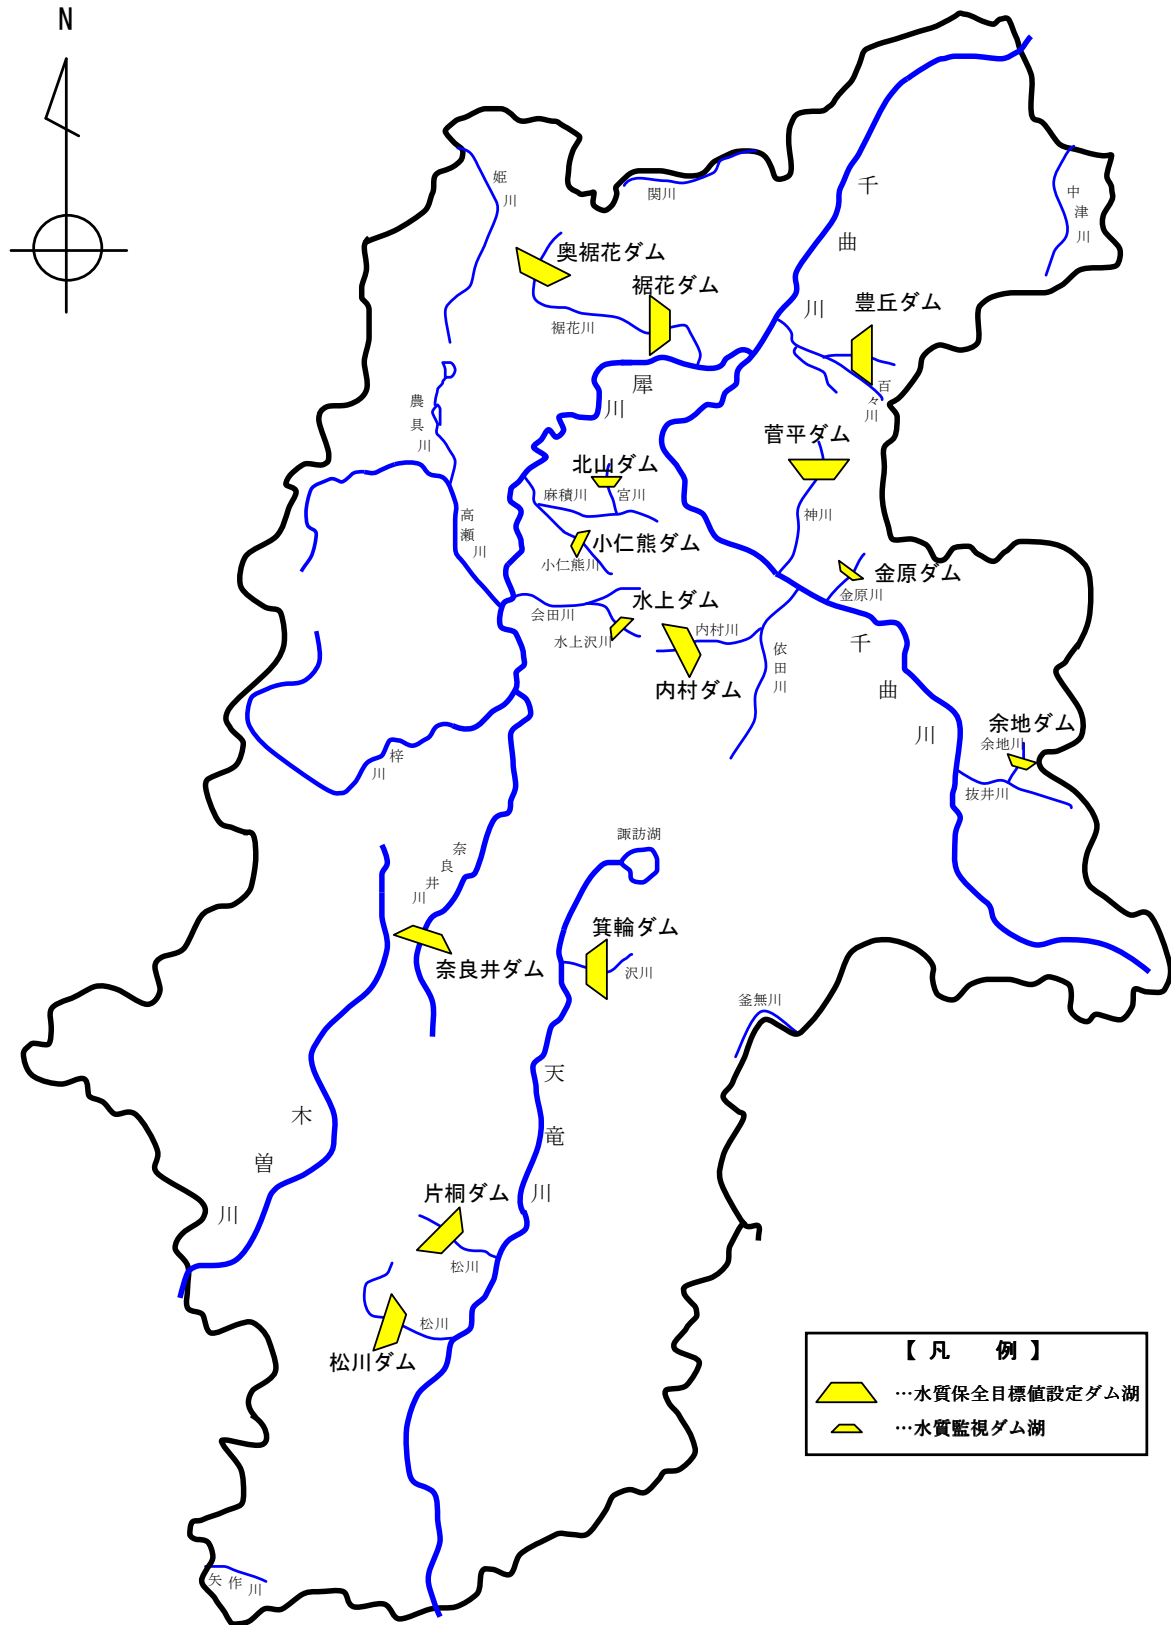 N
姫川
関川
千曲川
中津川
奥裾花ダム
裾花ダム
裾花川
豊丘ダム
百々川
犀川
農具川
菅平ダム
北山ダム
麻積川
宮川
神川
高瀬川
小仁熊ダム
小仁熊川
金原ダム
金原川
水上ダム
会田川
水上沢川
内村川
内村ダム
依田川
千曲川
余地ダム
余地川
抜井川
梓川
諏訪湖
奈良井川
箕輪ダム
沢川
奈良井ダム
釜無川
天竜川
木曽川
片桐ダム
松川
松川
松川ダム
【 凡 例 】
…水質保全目標値設定ダム湖
…水質監視ダム湖
矢作川